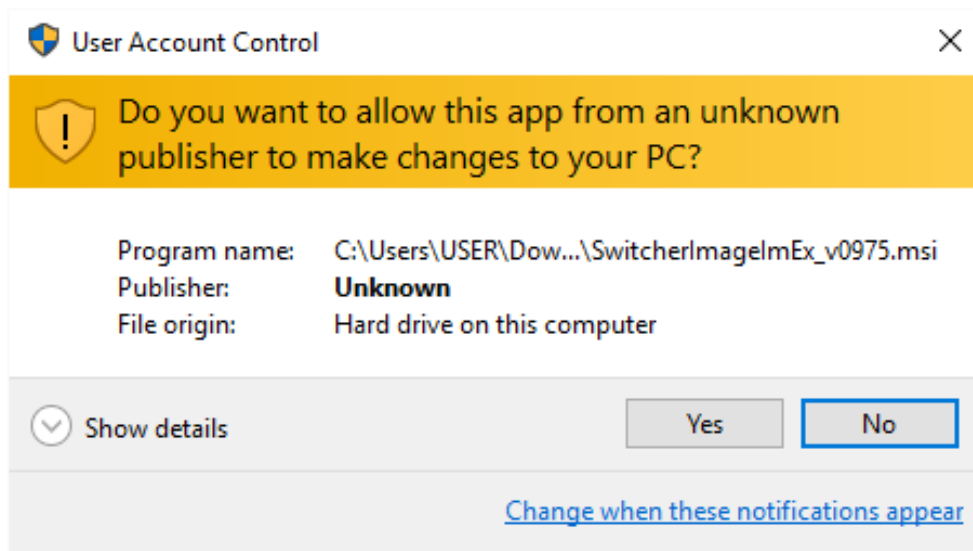 User Account Control
Do you want to allow this app from an unknown
publisher to make changes to your PC?
Program name: C:\Users\USER\Dow...\SwitcherImageImEx_v0975.msi
Publisher: Unknown
File origin: Hard drive on this computer
Show details Yes No
Change when these notifications appear